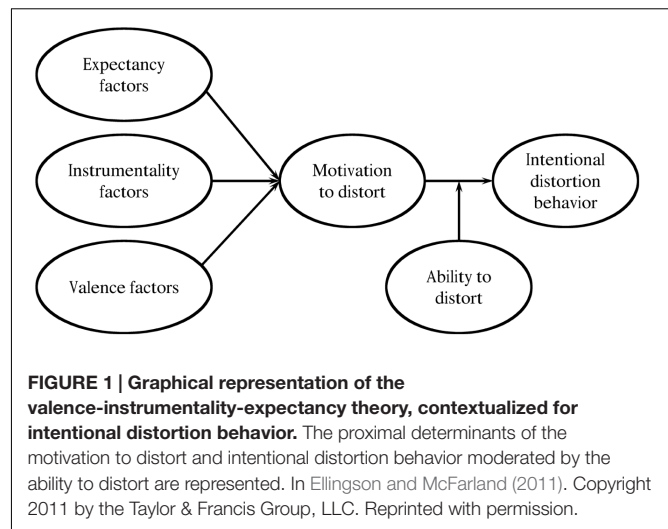 Expectancy
factors
Instrumentality
factors
Motivation
to distort
Intentional
distortion
behavior
Valence factors
Ability to
distort
FIGURE 1 | Graphical representation of the
valence-instrumentality-expectancy theory, contextualized for
intentional distortion behavior. The proximal determinants of the
motivation to distort and intentional distortion behavior moderated by the
ability to distort are represented. In Ellingson and McFarland (2011). Copyright
2011 by the Taylor & Francis Group, LLC. Reprinted with permission.